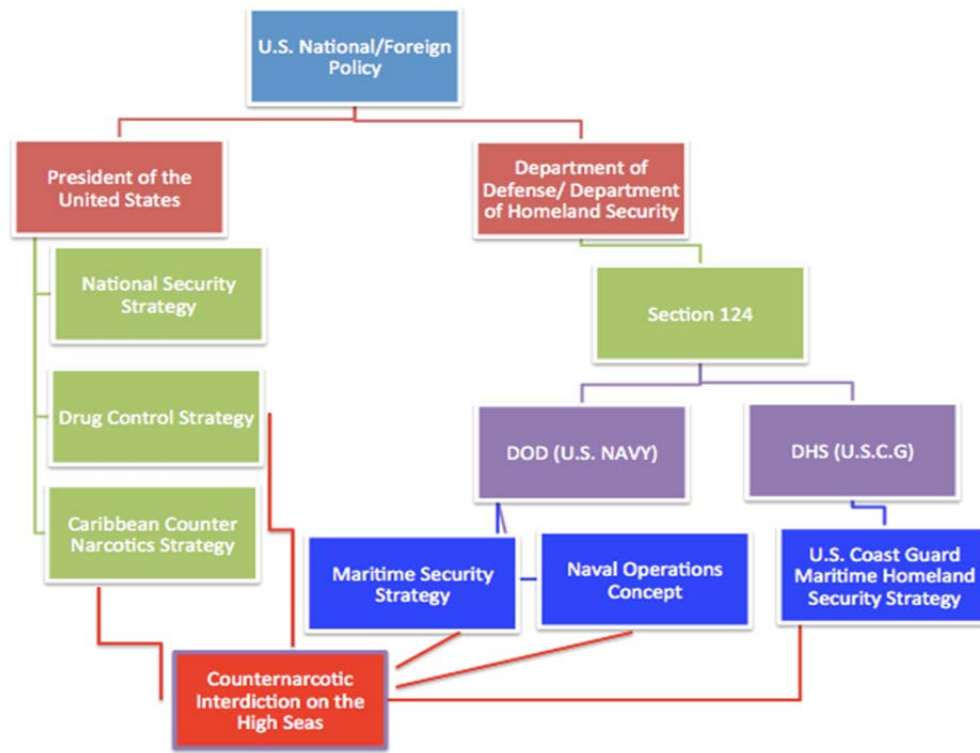 U.S. National/Foreign
Policy
President of the
United States
Department of
Defense/ Department
of Homeland Security
National Security
Strategy
Section 124
Drug Control Strategy
DOD (U.S. NAVY)
DHS (U.S.C.G)
Caribbean Counter
Narcotics Strategy
Maritime Security
Strategy
Naval Operations
Concept
U.S. Coast Guard
Maritime Homeland
Security Strategy
Counternarcotic
Interdiction on the
High Seas